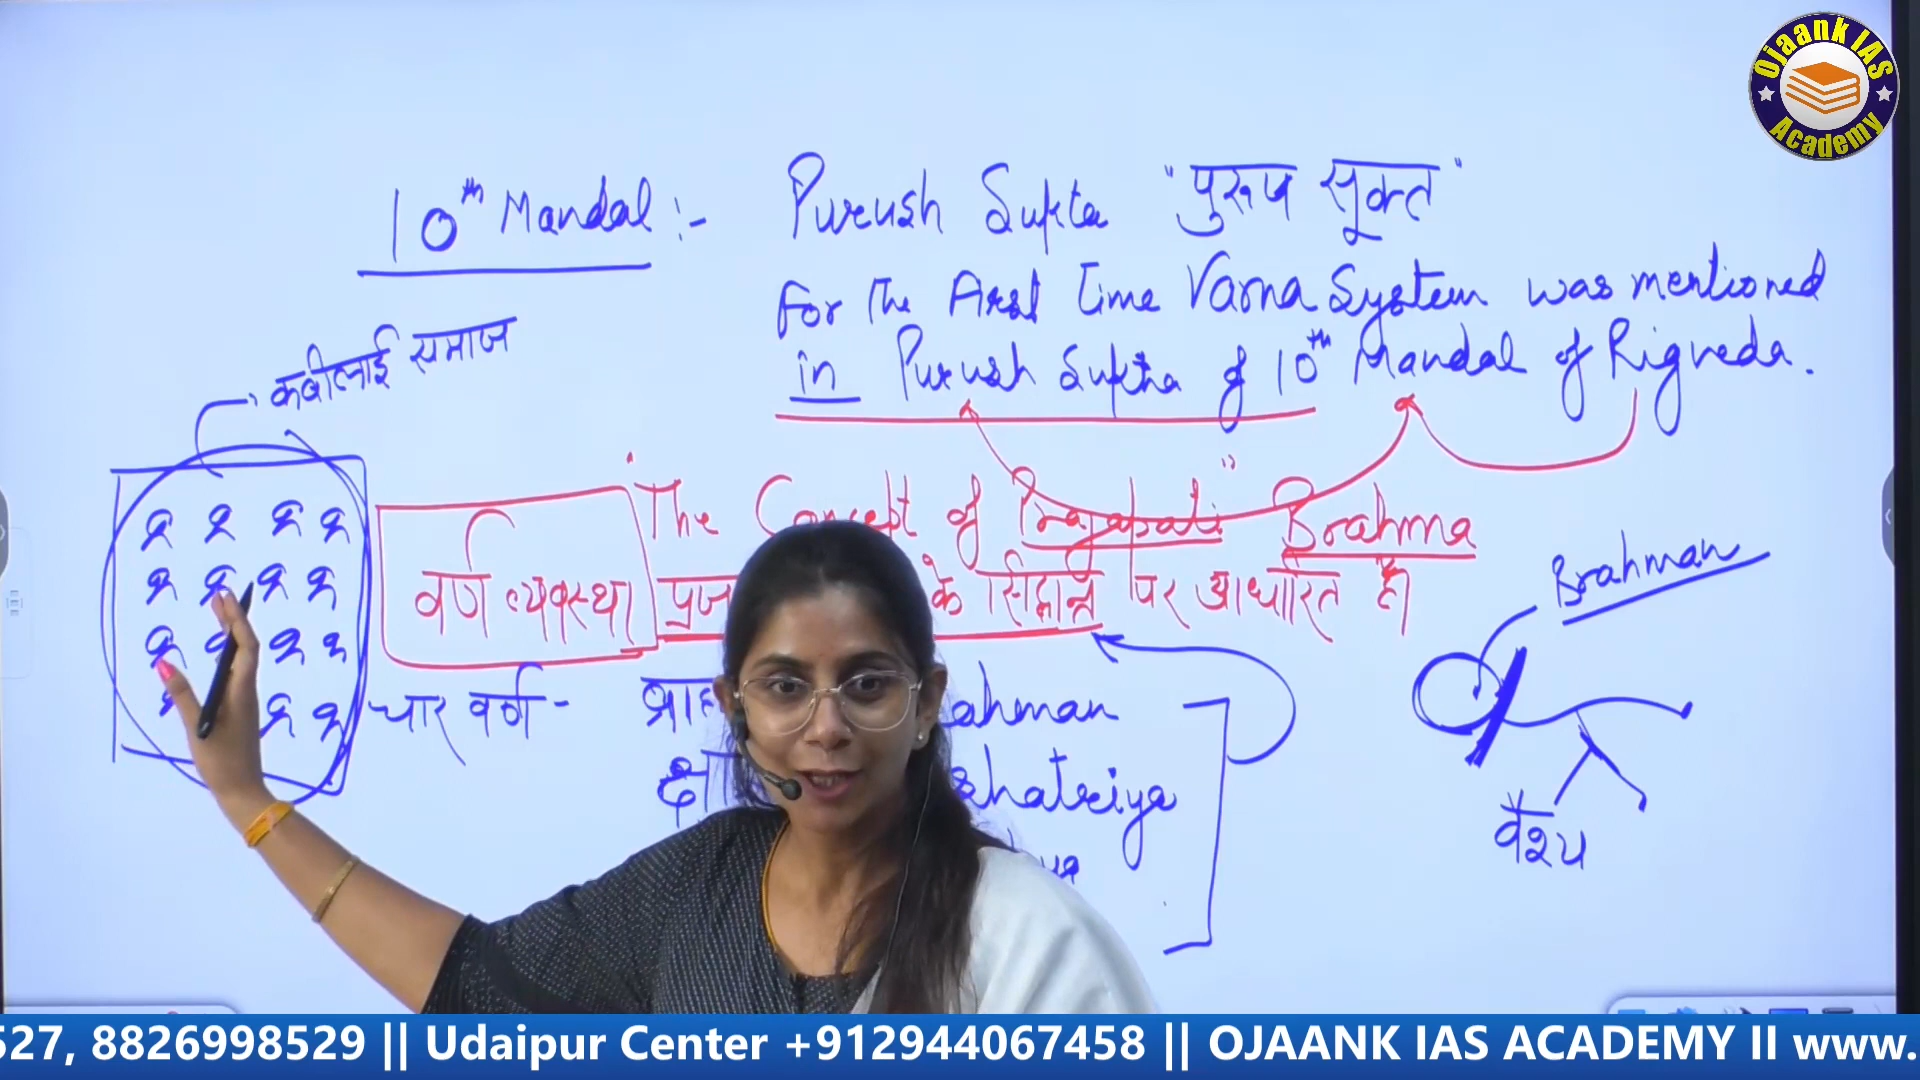 Ojaank IAS Academy
10th Mandal :- Purush Sukta "पुरुष सूक्त"
For the First Time Varna System was mentioned
in Purush Sukta of 10th Mandal of Rigveda.
कबीलाई समाज
"The Concept of Prajapati" Brahma
वर्ण व्यवस्था के सिद्धान्त पर आधारित है
Brahman
चार वर्ण -
वैश्य
527, 8826998529 || Udaipur Center +912944067458 || OJAANK IAS ACADEMY II www.